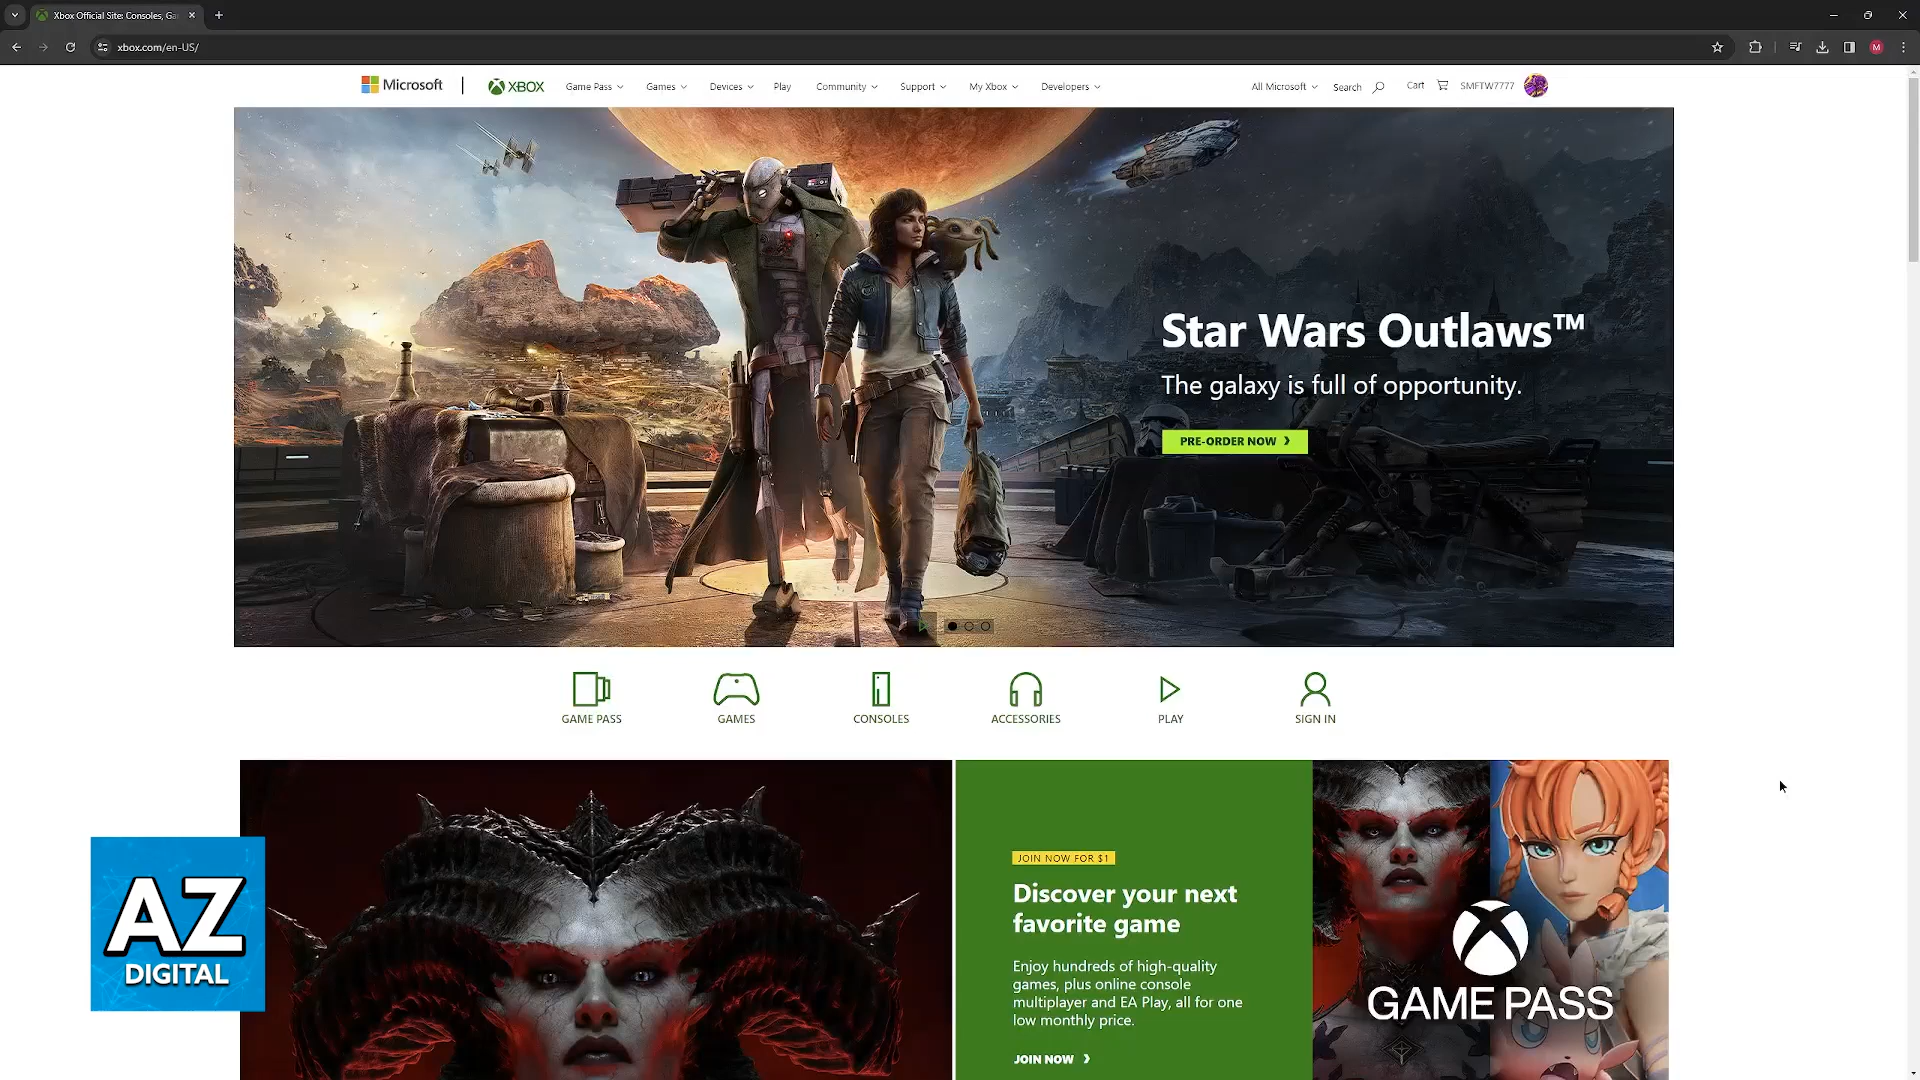 Xbox Official Site: Consoles, Ga
xbox.com/en-US/
M
Microsoft
XBOX
Game Pass
Games
Devices
Play
Community
Support
My Xbox
Developers
All Microsoft
Search
Cart
SMFTW7777
Star Wars Outlaws™
The galaxy is full of opportunity.
PRE-ORDER NOW
GAME PASS
GAMES
CONSOLES
ACCESSORIES
PLAY
SIGN IN
JOIN NOW FOR $1
Discover your next
favorite game
Enjoy hundreds of high-quality
games, plus online console
multiplayer and EA Play, all for one
low monthly price.
JOIN NOW
GAME PASS
AZ
DIGITAL